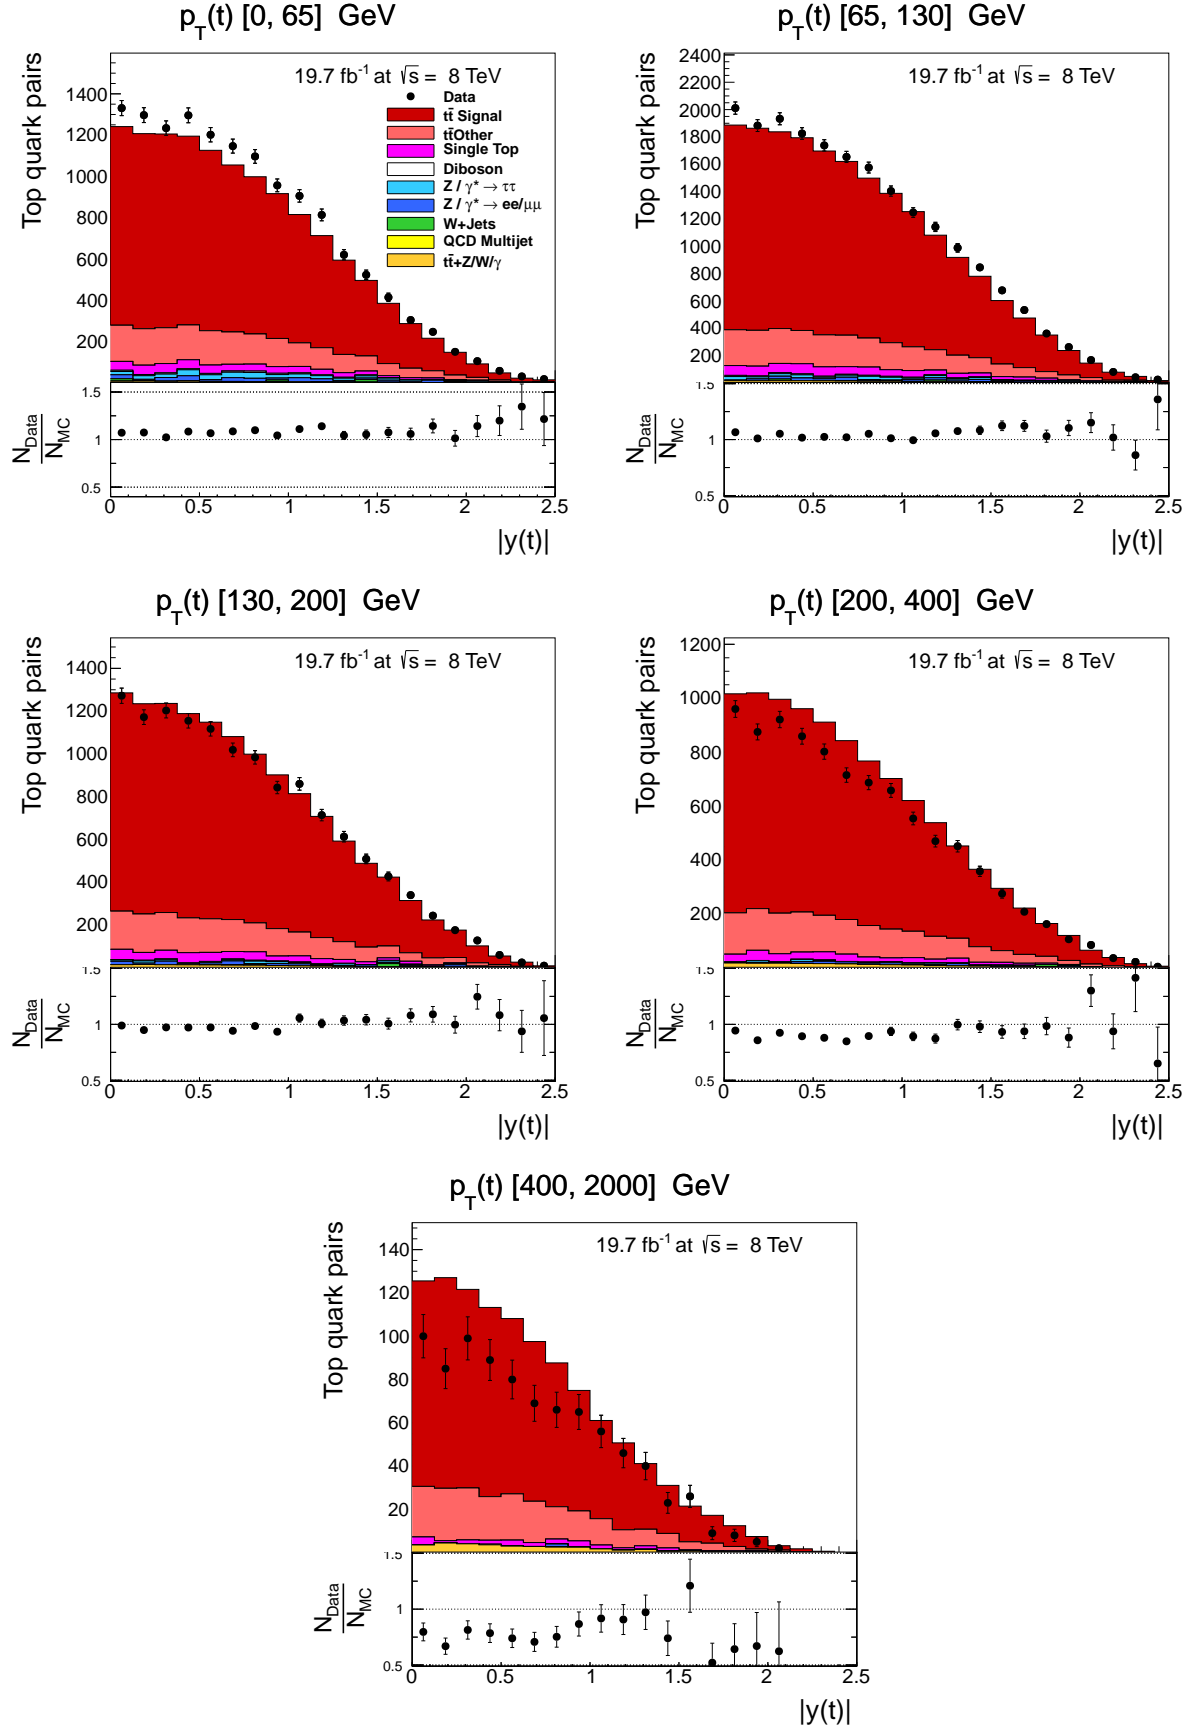 p_T(t) [0, 65] GeV
Top quark pairs
19.7 fb⁻¹ at √s = 8 TeV
Data
tt̄ Signal
tt̄Other
Single Top
Diboson
Z / γ* → ττ
Z / γ* → ee/μμ
W+Jets
QCD Multijet
tt̄+Z/W/γ
1400
1200
1000
800
600
400
200
N_Data
N_MC
1.5
1
0.5
0 0.5 1 1.5 2 2.5
|y(t)|
p_T(t) [65, 130] GeV
Top quark pairs
19.7 fb⁻¹ at √s = 8 TeV
2400
2200
2000
1800
1600
1400
1200
1000
800
600
400
200
N_Data
N_MC
1.5
1
0.5
0 0.5 1 1.5 2 2.5
|y(t)|
p_T(t) [130, 200] GeV
Top quark pairs
19.7 fb⁻¹ at √s = 8 TeV
1400
1200
1000
800
600
400
200
N_Data
N_MC
1.5
1
0.5
0 0.5 1 1.5 2 2.5
|y(t)|
p_T(t) [200, 400] GeV
Top quark pairs
19.7 fb⁻¹ at √s = 8 TeV
1200
1000
800
600
400
200
N_Data
N_MC
1.5
1
0.5
0 0.5 1 1.5 2 2.5
|y(t)|
p_T(t) [400, 2000] GeV
Top quark pairs
19.7 fb⁻¹ at √s = 8 TeV
140
120
100
80
60
40
20
N_Data
N_MC
1.5
1
0.5
0 0.5 1 1.5 2 2.5
|y(t)|